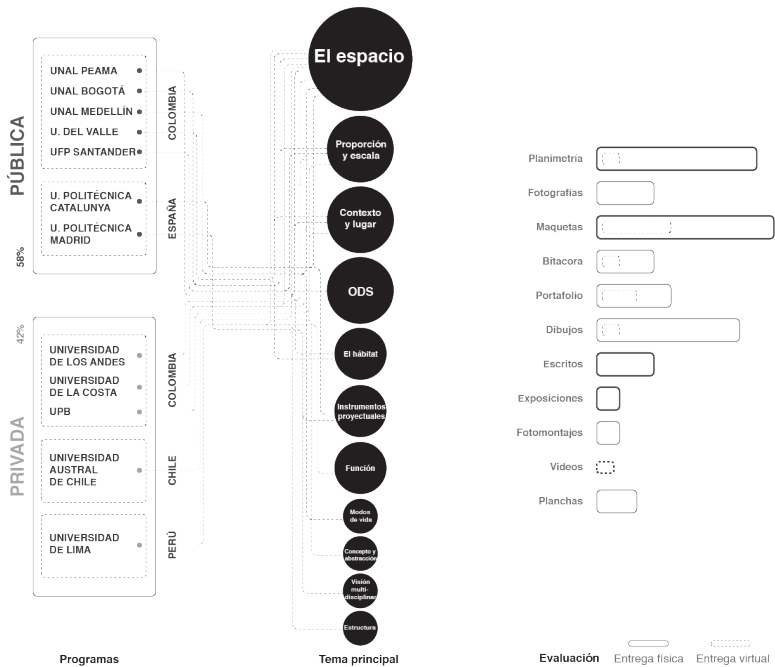 PÚBLICA
58%
UNAL PEAMA
UNAL BOGOTÁ
UNAL MEDELLÍN
U. DEL VALLE
UFP SANTANDER
COLOMBIA
U. POLITÉCNICA
CATALUNYA
U. POLITÉCNICA
MADRID
ESPAÑA
42%
PRIVADA
UNIVERSIDAD
DE LOS ANDES
UNIVERSIDAD
DE LA COSTA
UPB
COLOMBIA
UNIVERSIDAD
AUSTRAL
DE CHILE
CHILE
UNIVERSIDAD
DE LIMA
PERÚ
Programas
El espacio
Proporción
y escala
Contexto
y lugar
ODS
El hábitat
Instrumentos
proyectuales
Función
Modos
de vida
Concepto y
abstracción
Visión
multi-
disciplinar
Estructura
Tema principal
Planimetría
Fotografías
Maquetas
Bitacora
Portafolio
Dibujos
Escritos
Exposiciones
Fotomontajes
Videos
Planchas
Evaluación
Entrega física
Entrega virtual